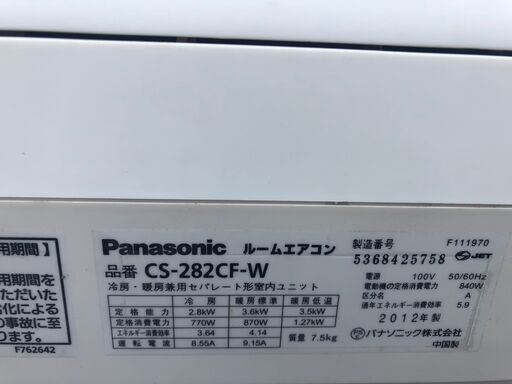 用期間】
ただいた
劣化による
の事故に至
F762642
Panasonic ルームエアコン
品番 CS-282CF-W
冷房・暖房兼用セパレート形室内ユニット
冷房 暖房標準 暖房低温
定格能力 2.8kW 3.6kW 3.5kW
定格消費電力 770W 870W 1.27kW
エネルギー消費効率 3.64 4.14
運転電流 8.55A 9.15A 質量 7.5kg
製造番号 F111970
5368425758 JET
電源 100V 50/60Hz
電動機の定格消費電力 840W
区分名 A
通年エネルギー消費効率 5.9
2012年製
PS パナソニック株式会社
中国製